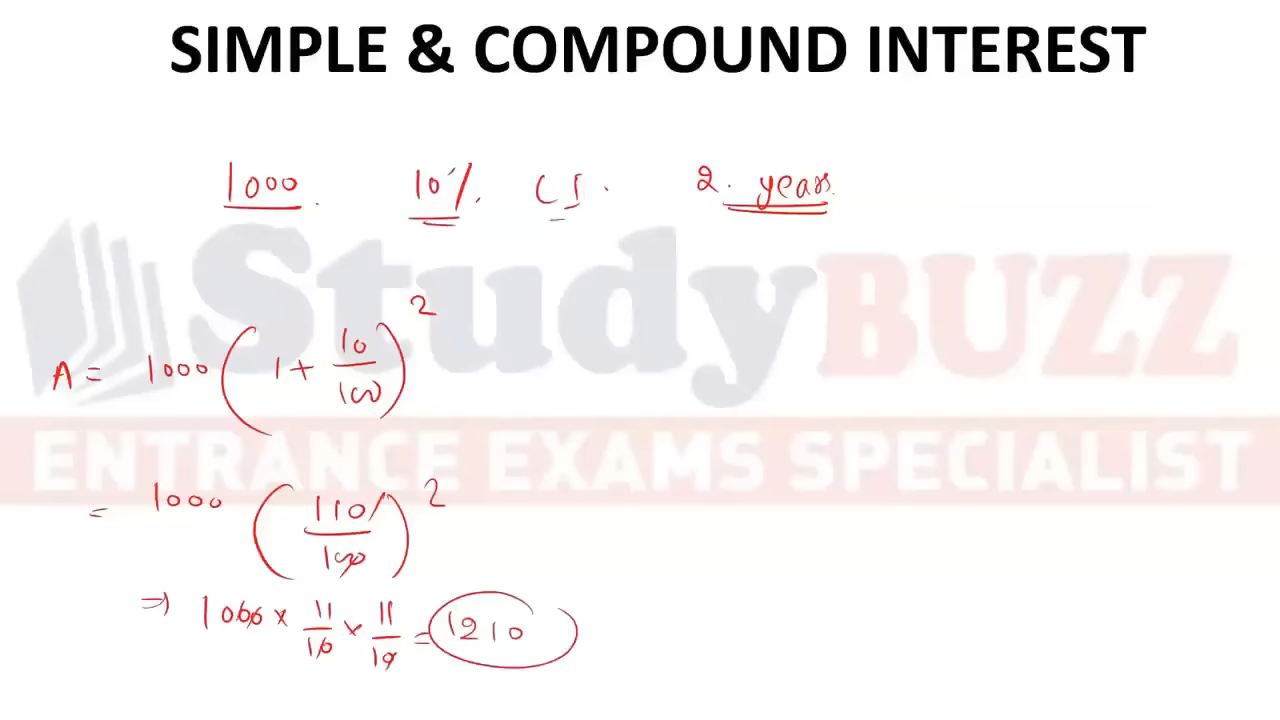 SIMPLE & COMPOUND INTEREST
1000. 10%. CI. 2. years.
StudyBUZZ
A = 1000 ( 1 + 10/100 )^2
ENTRANCE EXAMS SPECIALIST
= 1000 ( 110/100 )^2
⇒ 1000 × 11/10 × 11/10 = 1210